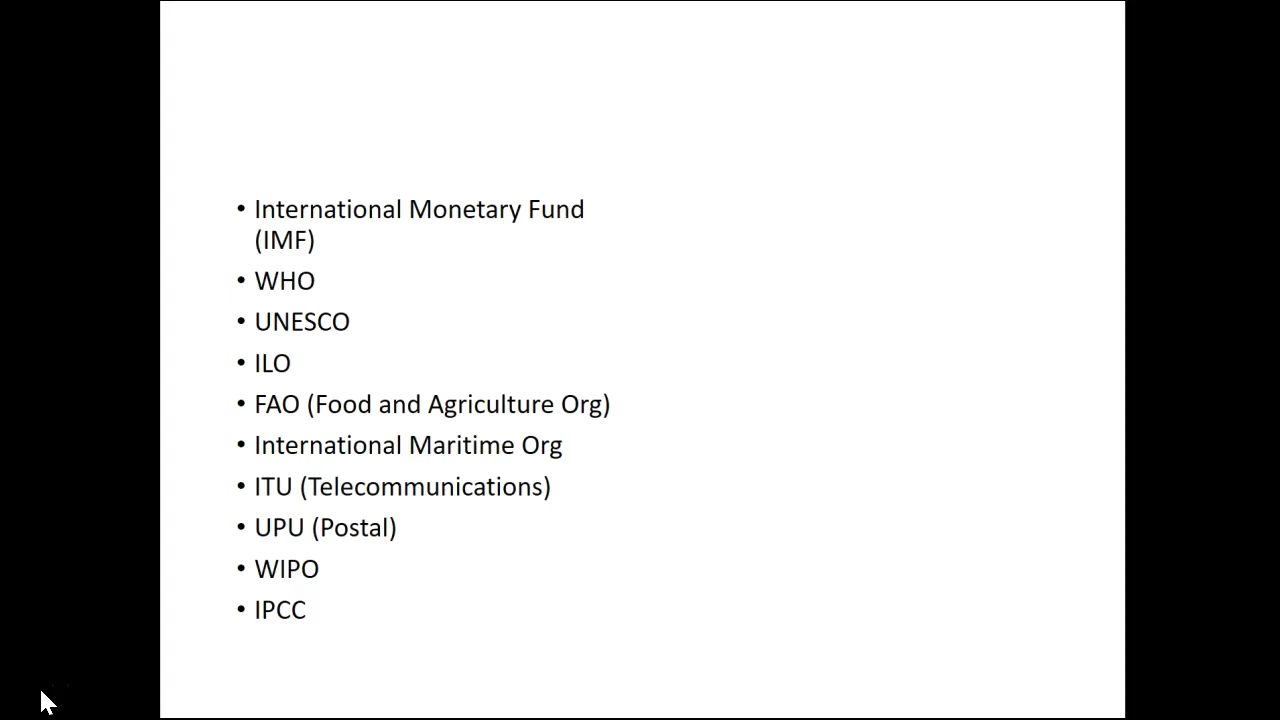 • International Monetary Fund
(IMF)
• WHO
• UNESCO
• ILO
• FAO (Food and Agriculture Org)
• International Maritime Org
• ITU (Telecommunications)
• UPU (Postal)
• WIPO
• IPCC